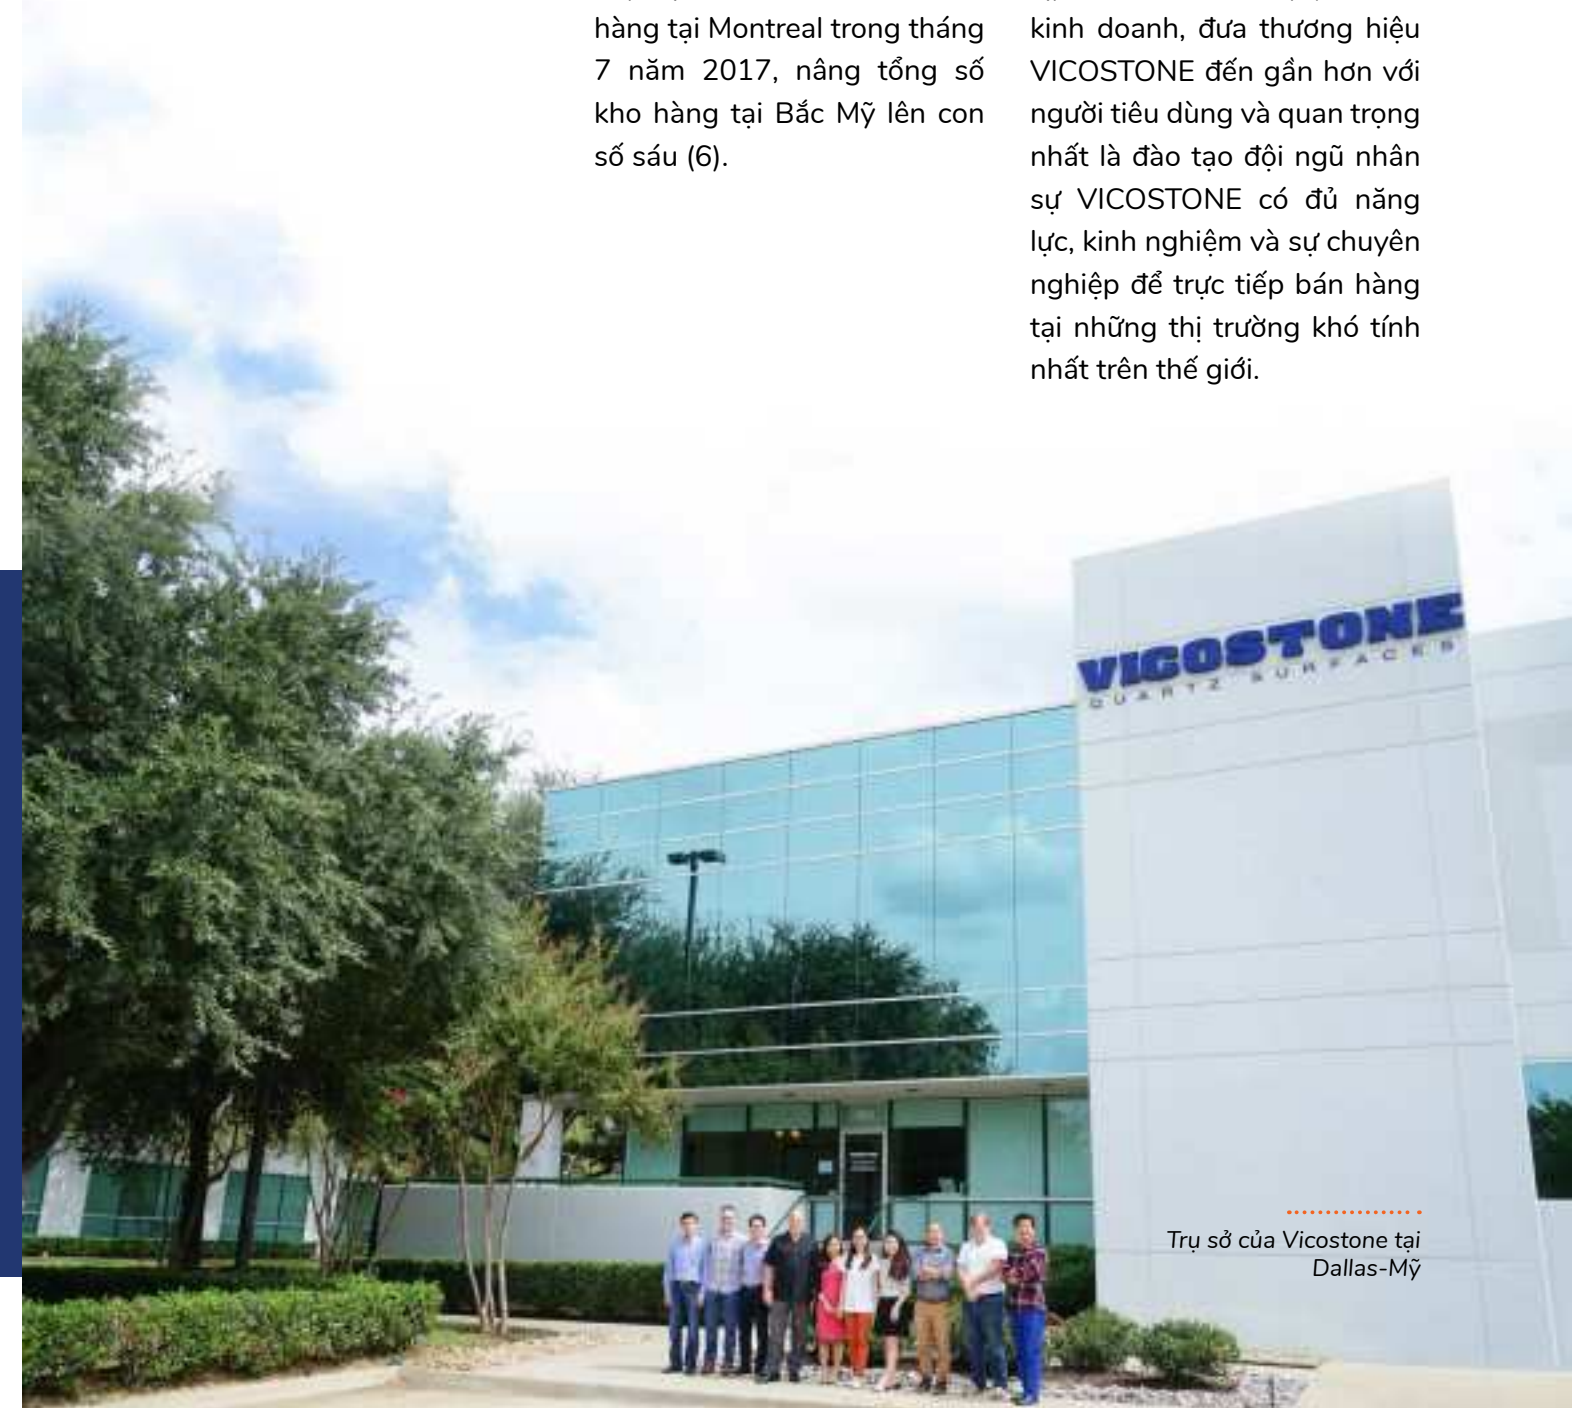 hàng tại Montreal trong tháng
7 năm 2017, nâng tổng số
kho hàng tại Bắc Mỹ lên con
số sáu (6).
kinh doanh, đưa thương hiệu
VICOSTONE đến gần hơn với
người tiêu dùng và quan trọng
nhất là đào tạo đội ngũ nhân
sự VICOSTONE có đủ năng
lực, kinh nghiệm và sự chuyên
nghiệp để trực tiếp bán hàng
tại những thị trường khó tính
nhất trên thế giới.
VICOSTONE
QUARTZ SURFACES
Trụ sở của Vicostone tại
Dallas-Mỹ